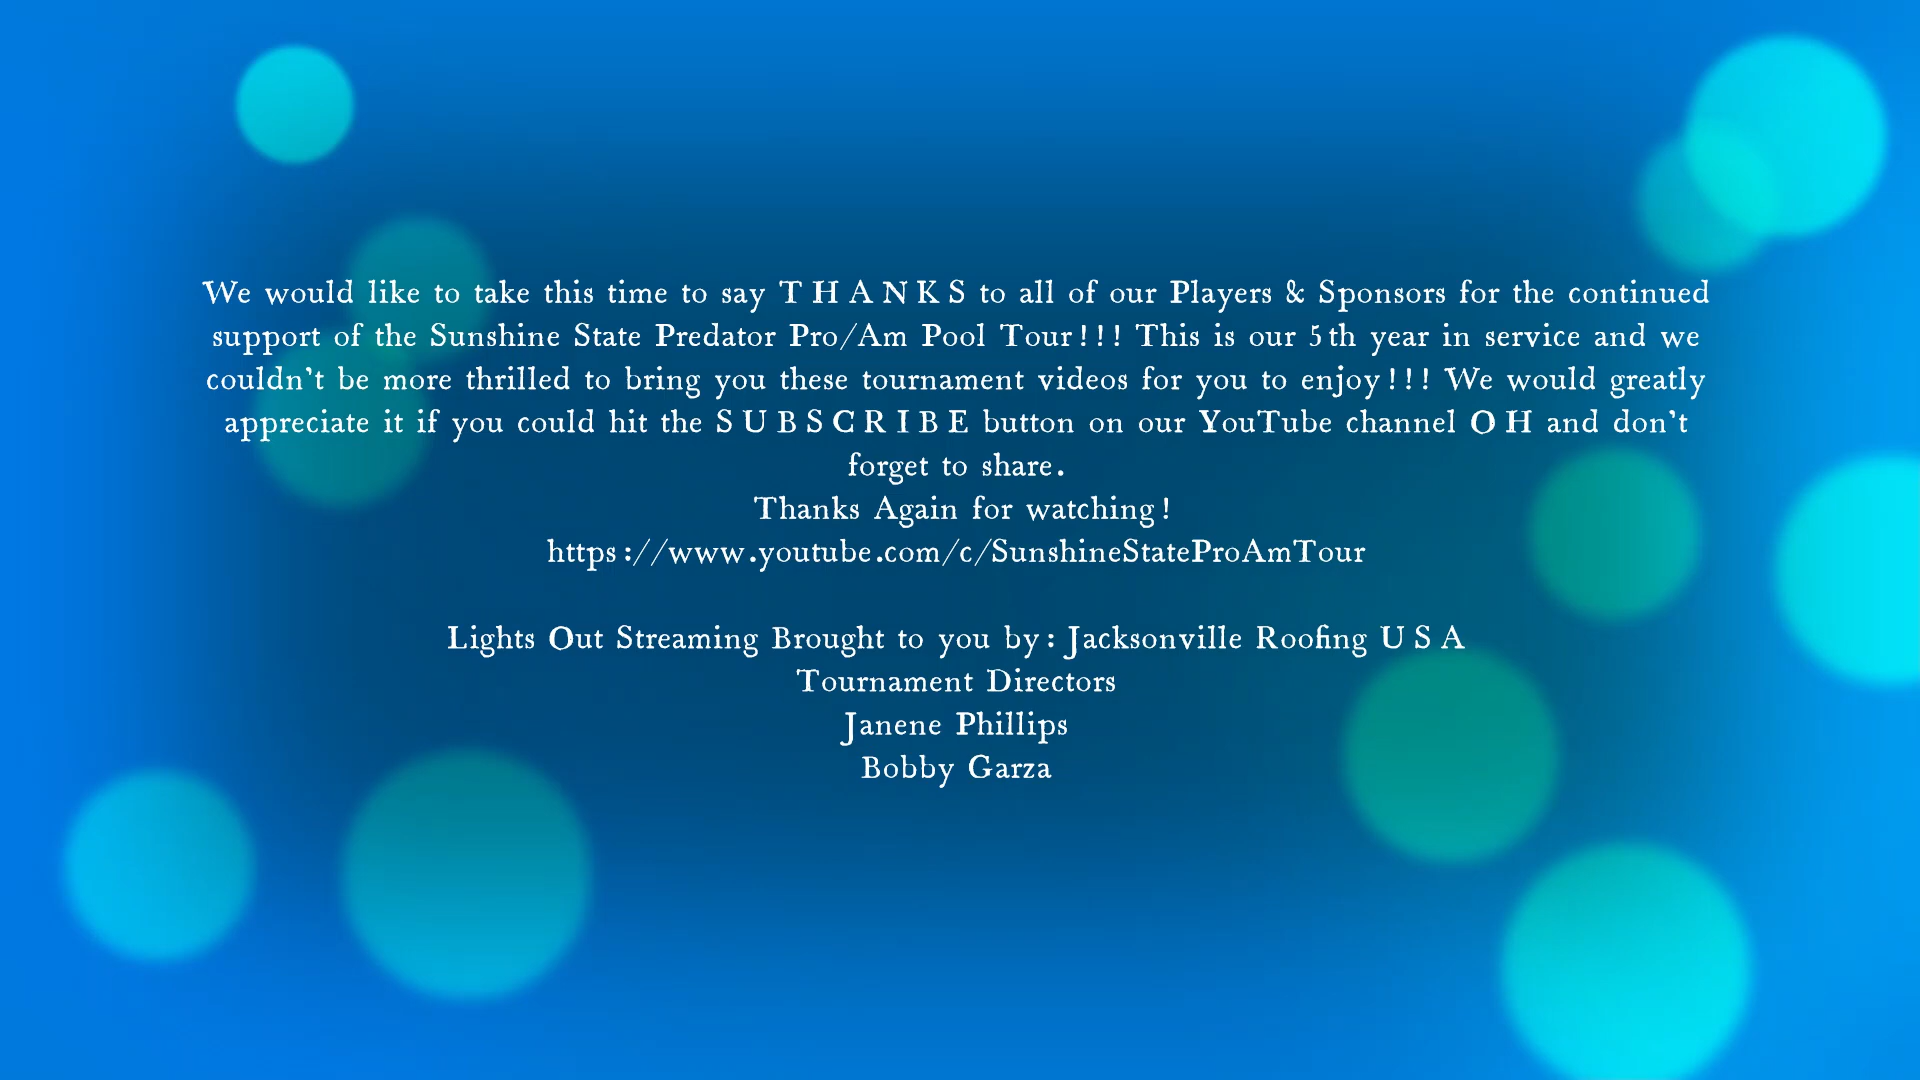 We would like to take this time to say THANKS to all of our Players & Sponsors for the continued
support of the Sunshine State Predator Pro/Am Pool Tour!!! This is our 5th year in service and we
couldn't be more thrilled to bring you these tournament videos for you to enjoy!!! We would greatly
appreciate it if you could hit the SUBSCRIBE button on our YouTube channel OH and don't
forget to share.
Thanks Again for watching!
https://www.youtube.com/c/SunshineStateProAmTour
Lights Out Streaming Brought to you by: Jacksonville Roofing USA
Tournament Directors
Janene Phillips
Bobby Garza